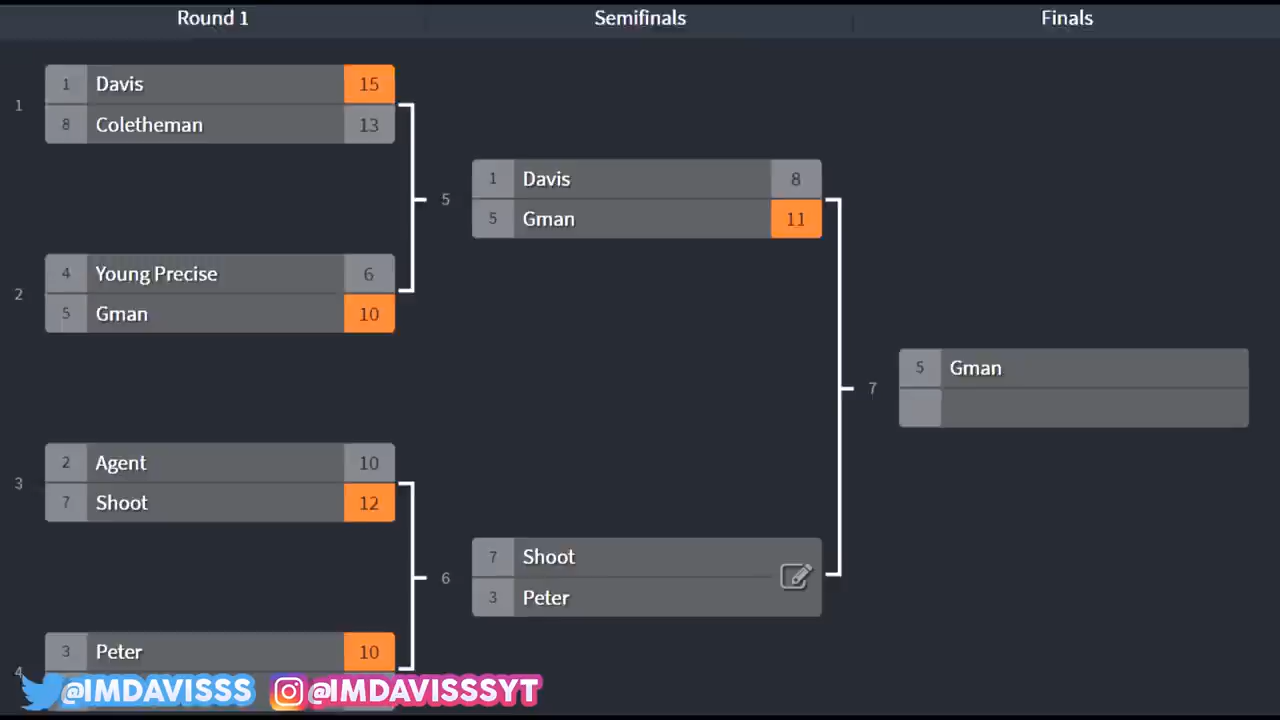 Round 1
Semifinals
Finals
1
1 Davis 15
8 Coletheman 13
2
4 Young Precise 6
5 Gman 10
3
2 Agent 10
7 Shoot 12
4
3 Peter 10
5
1 Davis 8
5 Gman 11
6
7 Shoot
3 Peter
7
5 Gman
@IMDAVISSS
@IMDAVISSSYT